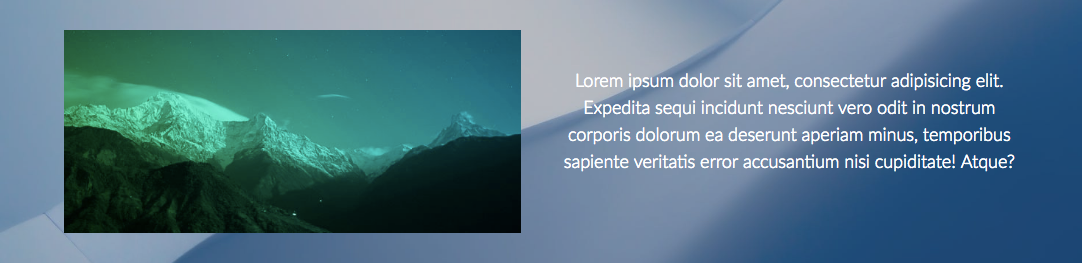 Lorem ipsum dolor sit amet, consectetur adipisicing elit.
Expedita sequi incidunt nesciunt vero odit in nostrum
corporis dolorum ea deserunt aperiam minus, temporibus
sapiente veritatis error accusantium nisi cupiditate! Atque?